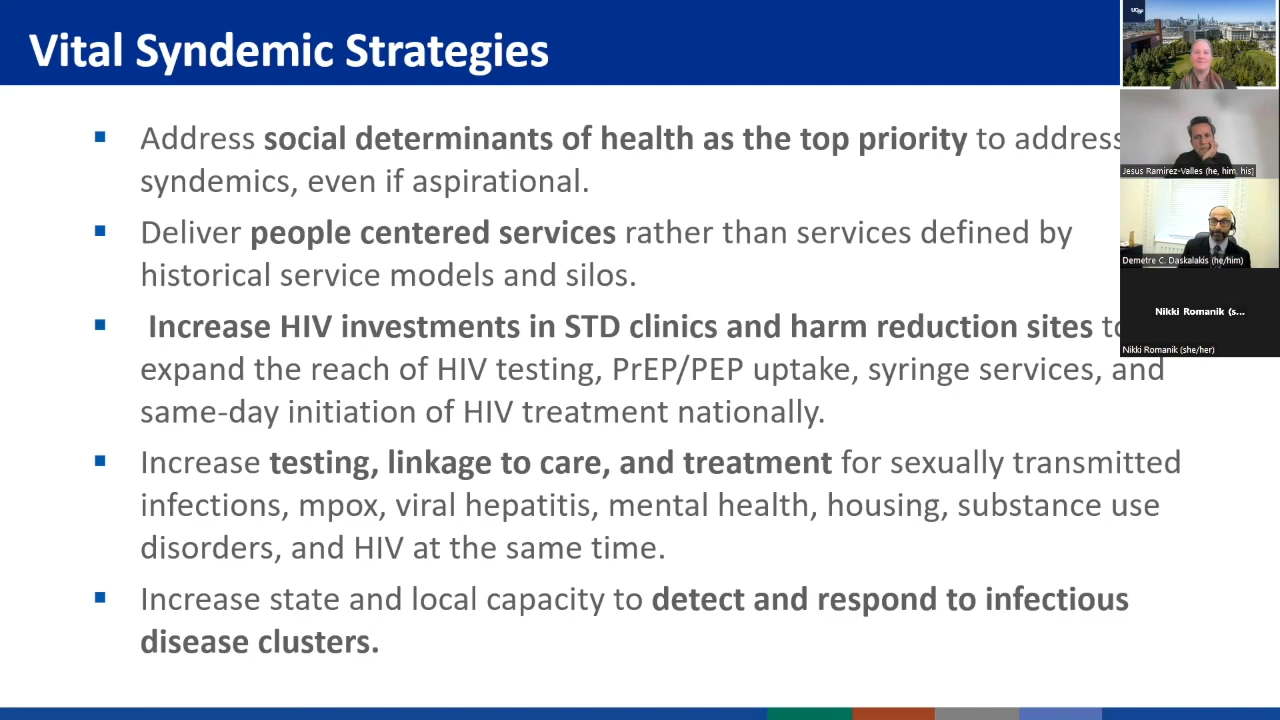 Vital Syndemic Strategies
Address social determinants of health as the top priority to address
syndemics, even if aspirational.
Deliver people centered services rather than services defined by
historical service models and silos.
Increase HIV investments in STD clinics and harm reduction sites to
expand the reach of HIV testing, PrEP/PEP uptake, syringe services, and
same-day initiation of HIV treatment nationally.
Increase testing, linkage to care, and treatment for sexually transmitted
infections, mpox, viral hepatitis, mental health, housing, substance use
disorders, and HIV at the same time.
Increase state and local capacity to detect and respond to infectious
disease clusters.
UCSF
Jesus Ramirez-Valles (he, him, his]
Demetre C. Daskalakis (he/him)
Nikki Romanik (s...
Nikki Romanik (she/her)